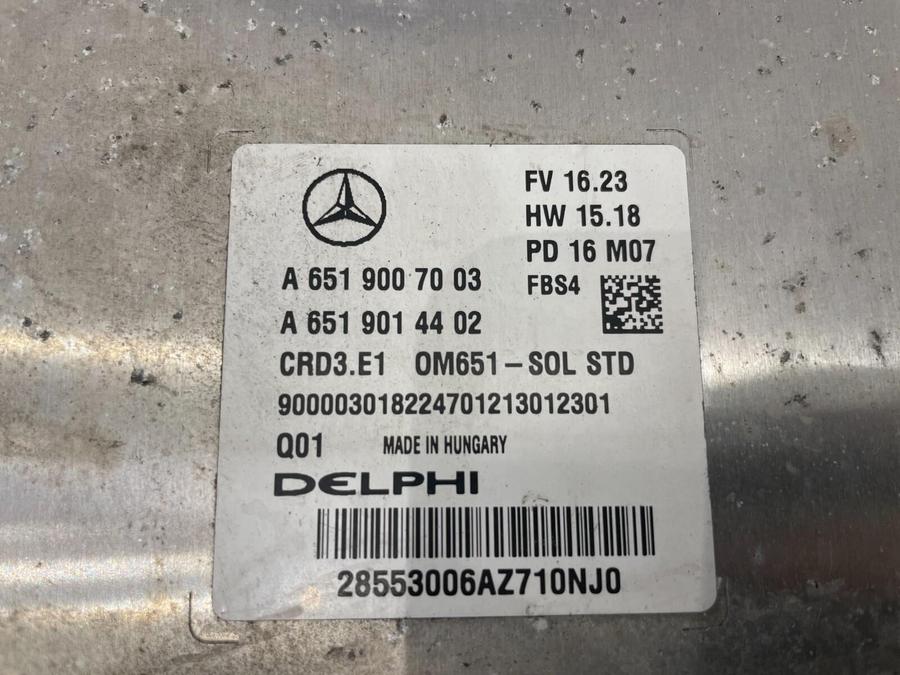 FV 16.23
HW 15.18
PD 16 M07
FBS4
A 651 900 70 03
A 651 901 44 02
CRD3.E1 OM651-SOL STD
900003018224701213012301
Q01 MADE IN HUNGARY
DELPHI
28553006AZ710NJ0